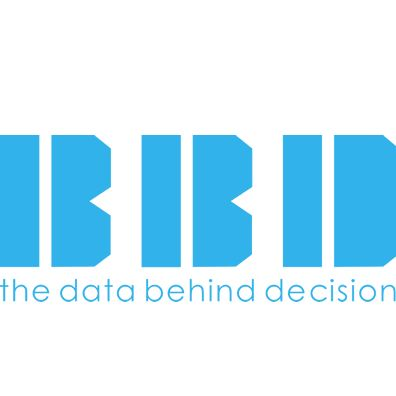 BBD
the data behind decision